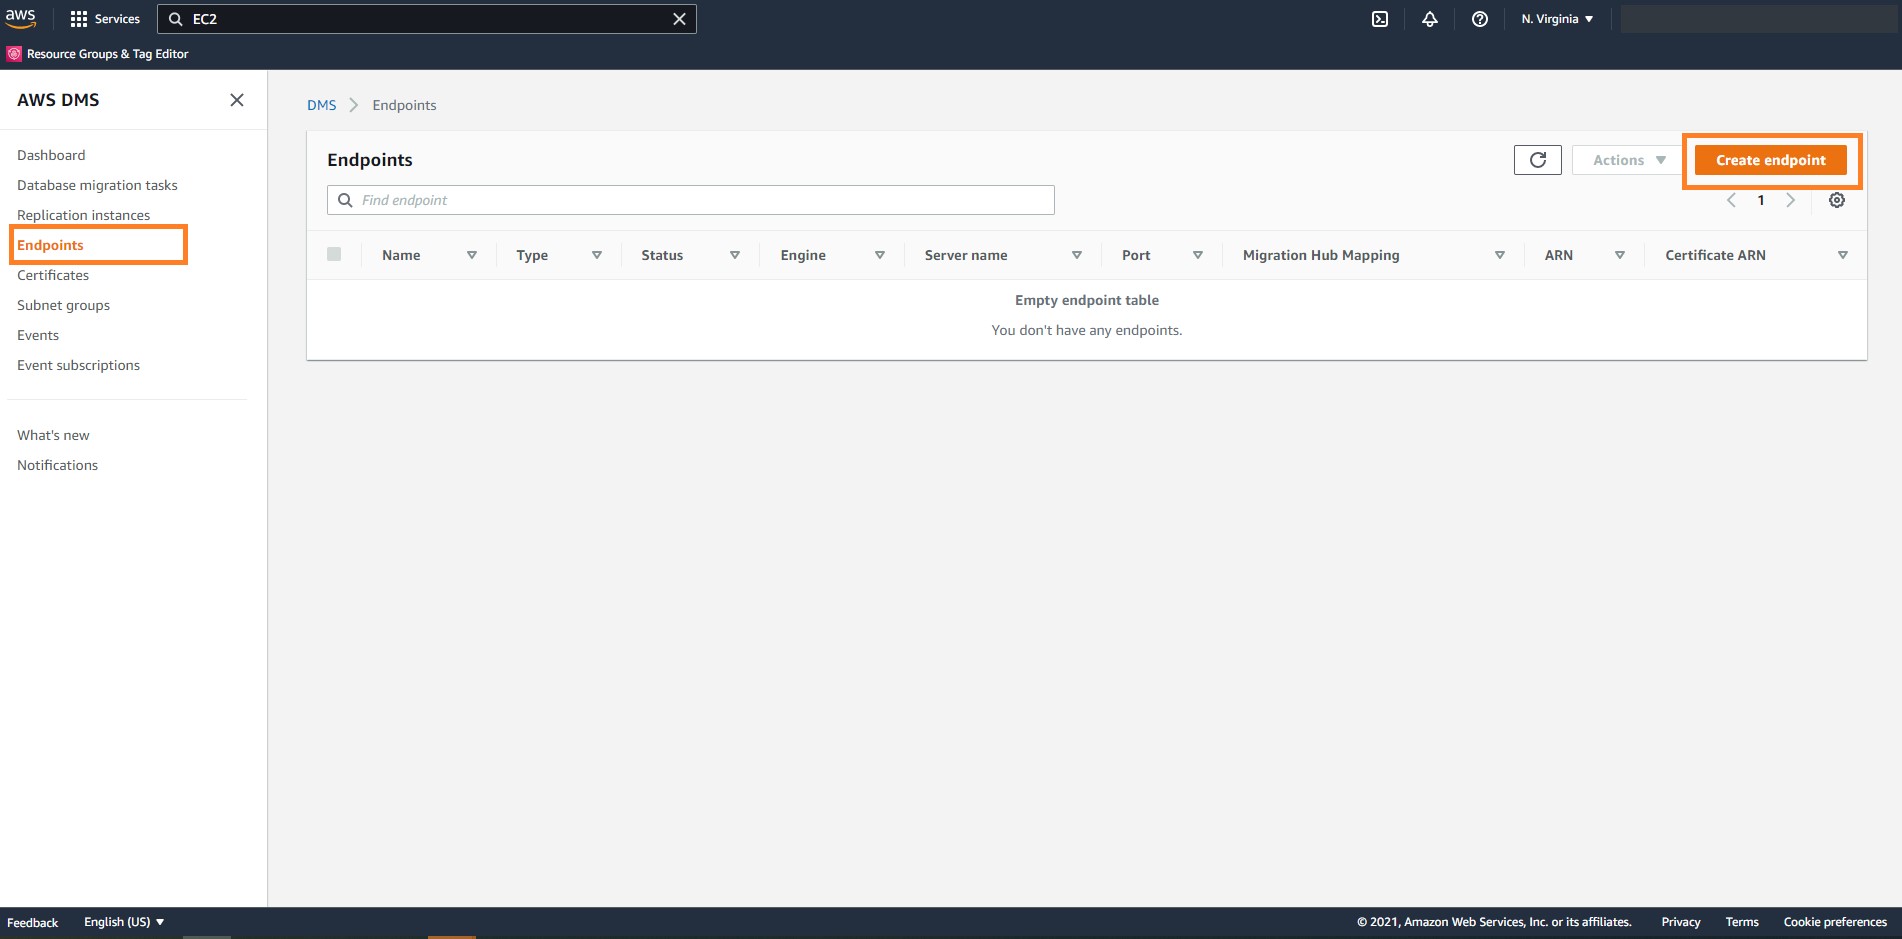 aws Services EC2 N. Virginia
Resource Groups & Tag Editor
AWS DMS
Dashboard
Database migration tasks
Replication instances
Endpoints
Certificates
Subnet groups
Events
Event subscriptions
What's new
Notifications
DMS Endpoints
Endpoints Actions Create endpoint
Find endpoint 1
Name Type Status Engine Server name Port Migration Hub Mapping ARN Certificate ARN
Empty endpoint table
You don't have any endpoints.
Feedback English (US) © 2021, Amazon Web Services, Inc. or its affiliates. Privacy Terms Cookie preferences